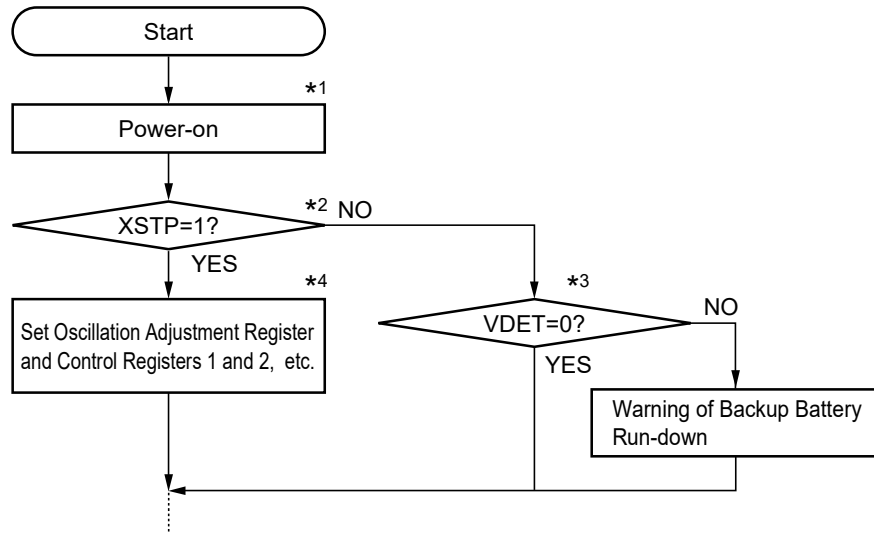 Start
*1
Power-on
*2
XSTP=1?
NO
YES
*4
*3
Set Oscillation Adjustment Register
and Control Registers 1 and 2, etc.
VDET=0?
NO
YES
Warning of Backup Battery
Run-down